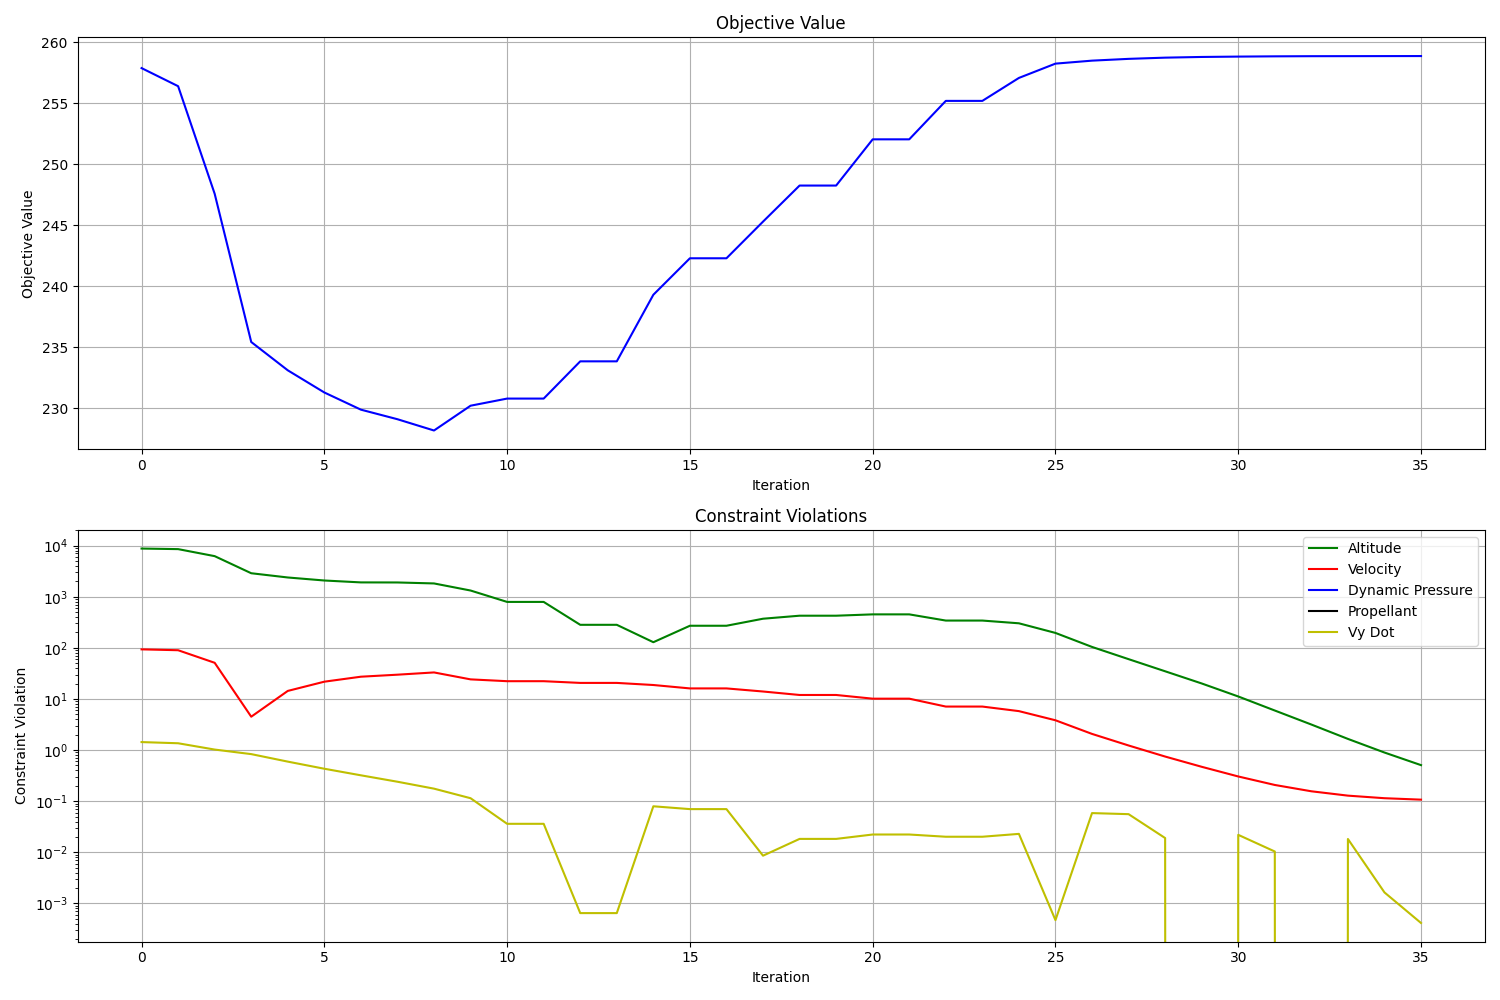 Objective Value
260
255
250
245
240
235
230
Objective Value
0 5 10 15 20 25 30 35
Iteration
Constraint Violations
10^4
10^3
10^2
10^1
10^0
10^-1
10^-2
10^-3
Constraint Violation
Altitude
Velocity
Dynamic Pressure
Propellant
Vy Dot
0 5 10 15 20 25 30 35
Iteration